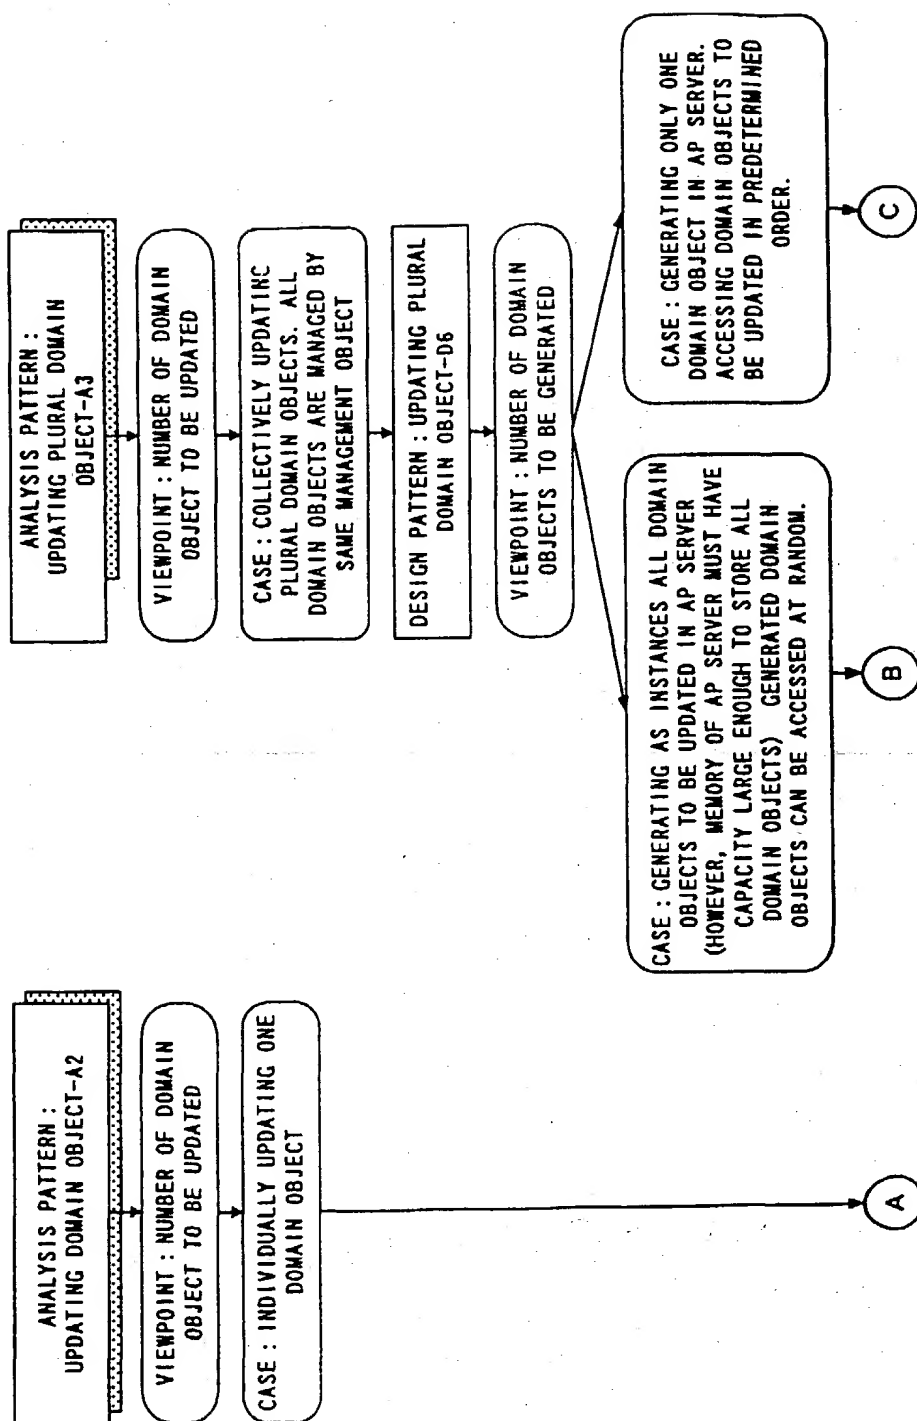 ANALYSIS PATTERN :
UPDATING DOMAIN OBJECT-A2
VIEWPOINT : NUMBER OF DOMAIN
OBJECT TO BE UPDATED
CASE : INDIVIDUALLY UPDATING ONE
DOMAIN OBJECT
A
ANALYSIS PATTERN :
UPDATING PLURAL DOMAIN
OBJECT-A3
VIEWPOINT : NUMBER OF DOMAIN
OBJECT TO BE UPDATED
CASE : COLLECTIVELY UPDATING
PLURAL DOMAIN OBJECTS. ALL
DOMAIN OBJECTS ARE MANAGED BY
SAME MANAGEMENT OBJECT
DESIGN PATTERN : UPDATING PLURAL
DOMAIN OBJECT-D6
VIEWPOINT : NUMBER OF DOMAIN
OBJECTS TO BE GENERATED
CASE : GENERATING AS INSTANCES ALL DOMAIN
OBJECTS TO BE UPDATED IN AP SERVER
(HOWEVER, MEMORY OF AP SERVER MUST HAVE
CAPACITY LARGE ENOUGH TO STORE ALL
DOMAIN OBJECTS) GENERATED DOMAIN
OBJECTS CAN BE ACCESSED AT RANDOM.
B
CASE : GENERATING ONLY ONE
DOMAIN OBJECT IN AP SERVER.
ACCESSING DOMAIN OBJECTS TO
BE UPDATED IN PREDETERMINED
ORDER.
C